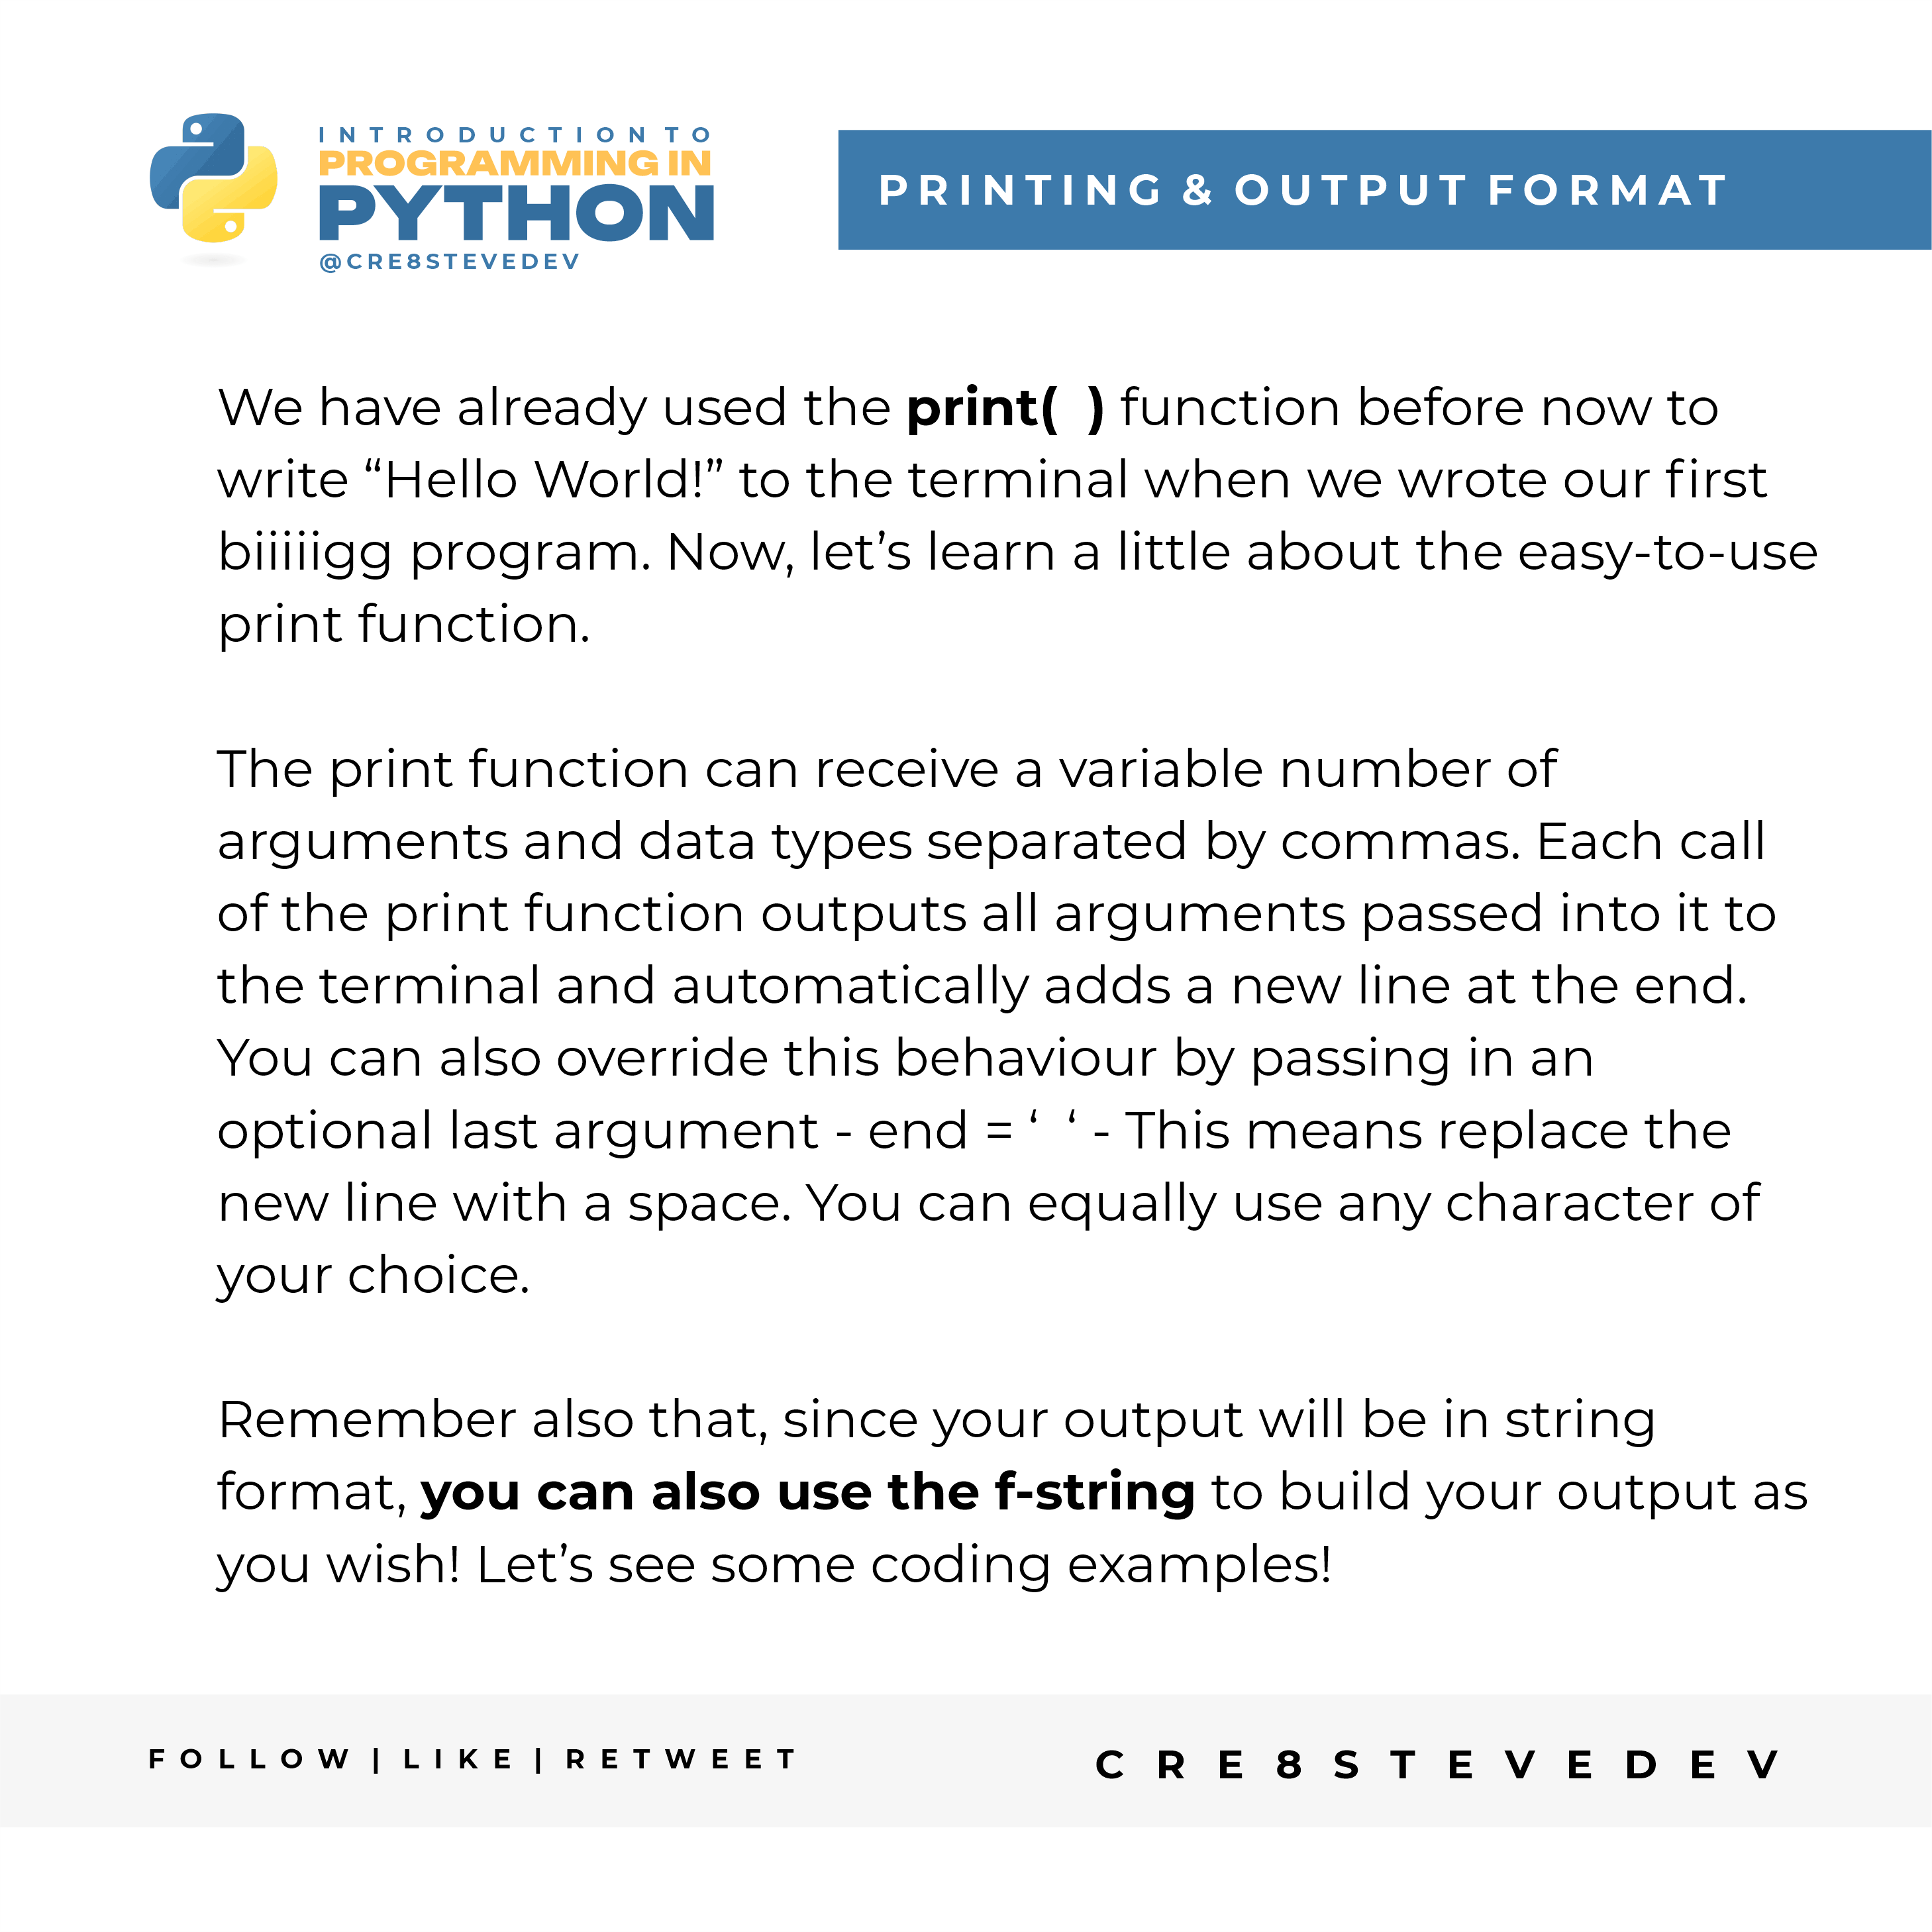 INTRODUCTION TO
PROGRAMMING IN
PYTHON
@CRE8STEVEDEV
PRINTING & OUTPUT FORMAT
We have already used the print(  ) function before now to
write “Hello World!” to the terminal when we wrote our first
biiiiigg program. Now, let’s learn a little about the easy-to-use
print function.
The print function can receive a variable number of
arguments and data types separated by commas. Each call
of the print function outputs all arguments passed into it to
the terminal and automatically adds a new line at the end.
You can also override this behaviour by passing in an
optional last argument - end = ‘  ‘ - This means replace the
new line with a space. You can equally use any character of
your choice.
Remember also that, since your output will be in string
format, you can also use the f-string to build your output as
you wish! Let’s see some coding examples!
FOLLOW | LIKE | RETWEET
CRE8STEVEDEV